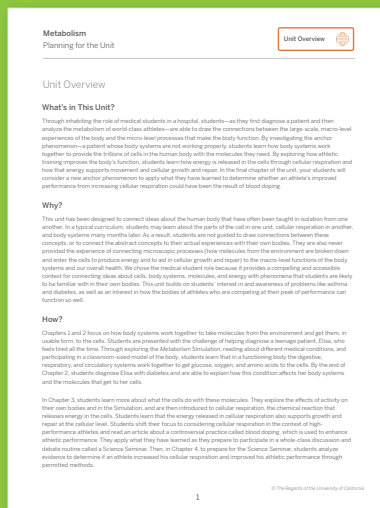 Metabolism
Planning for the Unit
Unit Overview
Unit Overview
What's in This Unit?
Through inhabiting the role of medical students in a hospital, students—as they first diagnose a patient and then
analyze the metabolism of world-class athletes—are able to draw the connections between the large-scale, macro-level
experiences of the body and the micro-level processes that make the body function. By investigating the anchor
phenomenon—a patient whose body systems are not working properly, students learn how body systems work
together to provide the trillions of cells in the human body with the molecules they need. By exploring how athletic
training improves the body's function, students learn how energy is released in the cells through cellular respiration and
how that energy supports movement and cellular growth and repair. In the final chapter of the unit, your students will
consider a new anchor phenomenon to apply what they have learned to determine whether an athlete's improved
performance from increasing cellular respiration could have been the result of blood doping.
Why?
This unit has been designed to connect ideas about the human body that have often been taught in isolation from one
another. In a typical curriculum, students may learn about the parts of the cell in one unit, cellular respiration in another,
and body systems many months later. As a result, students are not guided to draw connections between these
concepts, or to connect the abstract concepts to their actual experiences with their own bodies. They are also never
provided the experience of connecting microscopic processes (how molecules from the environment are broken down
and enter the cells to produce energy and to aid in cellular growth and repair) to the macro-level functions of the body
systems and our overall health. We chose the medical student role because it provides a compelling and accessible
context for connecting ideas about cells, body systems, molecules, and energy with phenomena that students are likely
to be familiar with in their own bodies. This unit builds on students' interest in and awareness of problems like asthma
and diabetes, as well as an interest in how the bodies of athletes who are competing at their peak of performance can
function so well.
How?
Chapters 1 and 2 focus on how body systems work together to take molecules from the environment and get them, in
usable form, to the cells. Students are presented with the challenge of helping diagnose a teenage patient, Elisa, who
feels tired all the time. Through exploring the Metabolism Simulation, reading about different medical conditions, and
participating in a classroom-sized model of the body, students learn that in a functioning body the digestive,
respiratory, and circulatory systems work together to get glucose, oxygen, and amino acids to the cells. By the end of
Chapter 2, students diagnose Elisa with diabetes and are able to explain how this condition affects her body systems
and the molecules that get to her cells.
In Chapter 3, students learn more about what the cells do with these molecules. They explore the effects of activity on
their own bodies and in the Simulation, and are then introduced to cellular respiration, the chemical reaction that
releases energy in the cells. Students learn that the energy released in cellular respiration also supports growth and
repair at the cellular level. Students shift their focus to considering cellular respiration in the context of high-
performance athletes and read an article about a controversial practice called blood doping, which is used to enhance
athletic performance. They apply what they have learned as they prepare to participate in a whole-class discussion and
debate routine called a Science Seminar. Then, in Chapter 4, to prepare for the Science Seminar, students analyze
evidence to determine if an athlete increased his cellular respiration and improved his athletic performance through
permitted methods.
© The Regents of the University of California
1